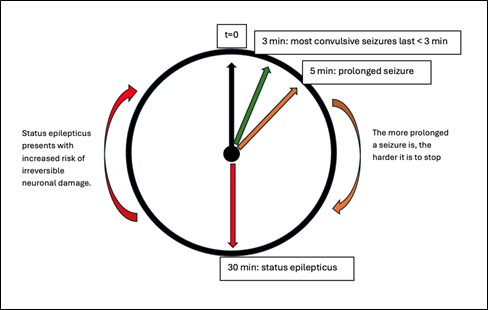 t=0
3 min: most convulsive seizures last < 3 min
5 min: prolonged seizure
Status epilepticus
presents with
increased risk of
irreversible
neuronal damage.
The more prolonged
a seizure is, the
harder it is to stop
30 min: status epilepticus